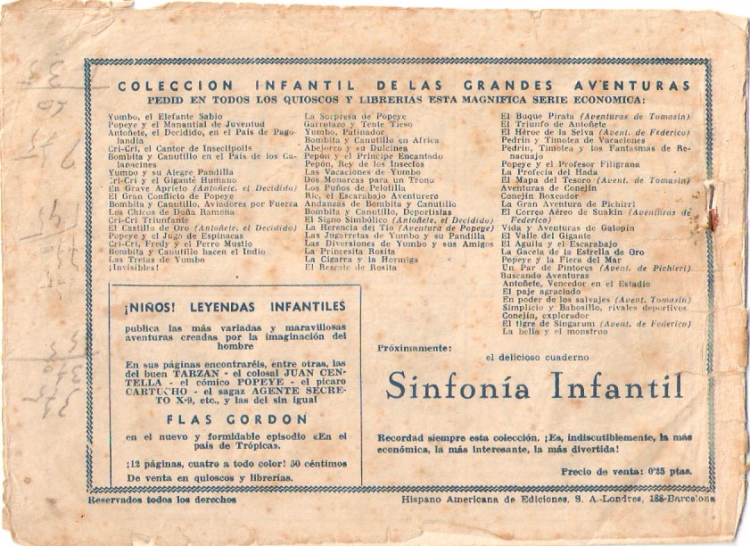 COLECCION INFANTIL DE LAS GRANDES AVENTURAS
PEDID EN TODOS LOS QUIOSCOS Y LIBRERIAS ESTA MAGNIFICA SERIE ECONOMICA:
Yumbo, el Elefante Sabio
Popeye y el Manantial de Juventud
Antoñete, el Decidido, en el País de Pago-
landia
Cri-Cri, el Cantor de Insectipolis
Bombita y Canutillo en el País de los Ga-
lanvecines
Yumbo y su Alegre Pandilla
Cri-Cri y el Gigante Humano
En Grave Aprieto (Antoñete, el Decidido)
El Gran Conflicto de Popeye
Bombita y Canutillo, Aviadores por Fuerza
Los Chicos de Doña Ramona
Cri-Cri Triunfante
El Castillo de Oro (Antoñete, el Decidido)
Popeye y el Jugo de Espinacas
Cri-Cri, Fredy y el Perro Mustio
Bombita y Canutillo hacen el Indio
Las Tretas de Yumbo
¡Invisibles!
La Sorpresa de Popeye
Garrotazo y Tente Tieso
Yumbo, Patinador
Bombita y Canutillo en Africa
Abejorro y su Dulcinea
Pepón y el Príncipe Encantado
Pepón, Rey de los Insectos
Las Vacaciones de Yumbo
Dos Monarcas para un Trono
Los Puños de Pelotilla
Ric, el Escarabajo Aventurero
Andanzas de Bombita y Canutillo
Bombita y Canutillo, Deportistas
El Signo Simbólico (Antoñete, el Decidido)
La Herencia del Tío (Aventura de Popeye)
Las Jugarretas de Yumbo y su Pandilla
Las Diversiones de Yumbo y sus Amigos
La Princesita Rosita
La Cigarra y la Hormiga
El Rescate de Rosita
El Buque Pirata (Aventuras de Tomasín)
El Triunfo de Antoñete
El Héroe de la Selva (Avent. de Federico)
Pedrín y Timotea de Vacaciones
Pedrín, Timotea y los Fantasmas de Re-
nacuajo
Popeye y el Profesor Filigrana
La Profecía del Hada
El Mapa del Tesoro (Avent. de Tomasín)
Aventuras de Conejín
Conejín Boxeador
La Gran Aventura de Pichirri
El Correo Aéreo de Suakin (Aventuras de
Federico)
Vida y Aventuras de Galopín
El Valle del Gigante
El Aguila y el Escarabajo
La Gacela de la Estrella de Oro
Popeye y la Fiera del Mar
Un Par de Pintores (Avent. de Pichirri)
Buscando Aventuras
Antoñete, Vencedor en el Estadio
El paje agraciado
En poder de los salvajes (Avent. Tomasín)
Simplicio y Babosillo, rivales deportivos
Conejín, explorador
El tigre de Singarum (Avent. de Federico)
La bella y el monstruo
¡NIÑOS! LEYENDAS INFANTILES
publica las más variadas y maravillosas
aventuras creadas por la imaginación del
hombre
En sus páginas encontraréis, entre otras, las
del buen TARZAN - el colosal JUAN CEN-
TELLA - el cómico POPEYE - el pícaro
CARTUCHO - el sagaz AGENTE SECRE-
TO X-9, etc., y las del sin igual
FLAS GORDON
en el nuevo y formidable episodio «En el
país de Trópica».
¡12 páginas, cuatro a todo color! 50 céntimos
De venta en quioscos y librerías.
Próximamente:
el delicioso cuaderno
Sinfonía Infantil
Recordad siempre esta colección. ¡Es, indiscutiblemente, la más
económica, la más interesante, la más divertida!
Precio de venta: 0'25 ptas.
Reservados todos los derechos
Hispano Americana de Ediciones, S. A.-Londres, 188-Barcelona